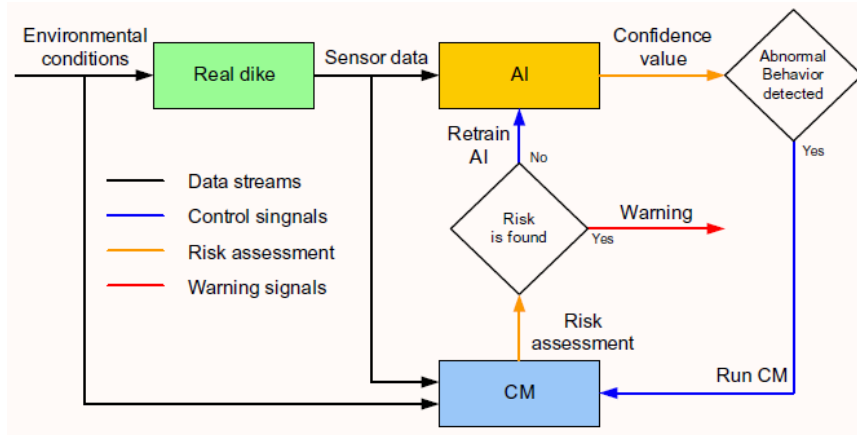 Environmental
conditions
Real dike
Sensor data
AI
Confidence
value
Abnormal
Behavior
detected
Yes
Retrain
AI
No
Data streams
Control singnals
Risk assessment
Warning signals
Risk
is found
Yes
Warning
Risk
assessment
Run CM
CM